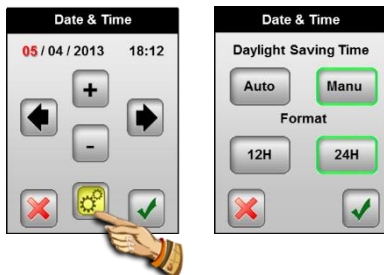 Date & Time
05 / 04 / 2013 18:12
+
-
Date & Time
Daylight Saving Time
Auto Manu
Format
12H 24H